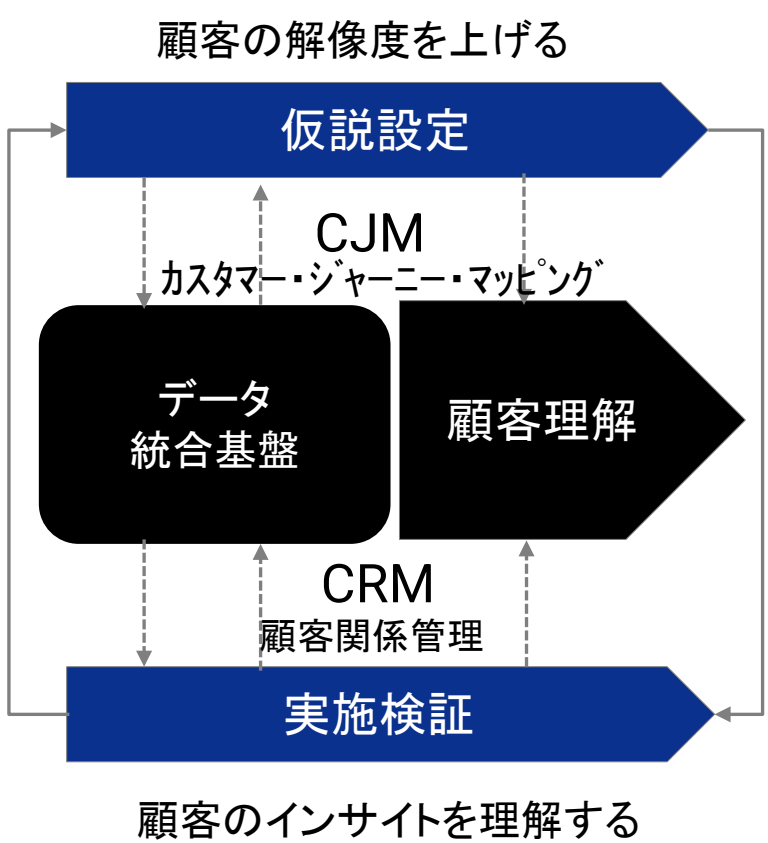 顧客の解像度を上げる
仮説設定
CJM
カスタマー・ジャーニー・マッピング
データ
統合基盤
顧客理解
CRM
顧客関係管理
実施検証
顧客のインサイトを理解する